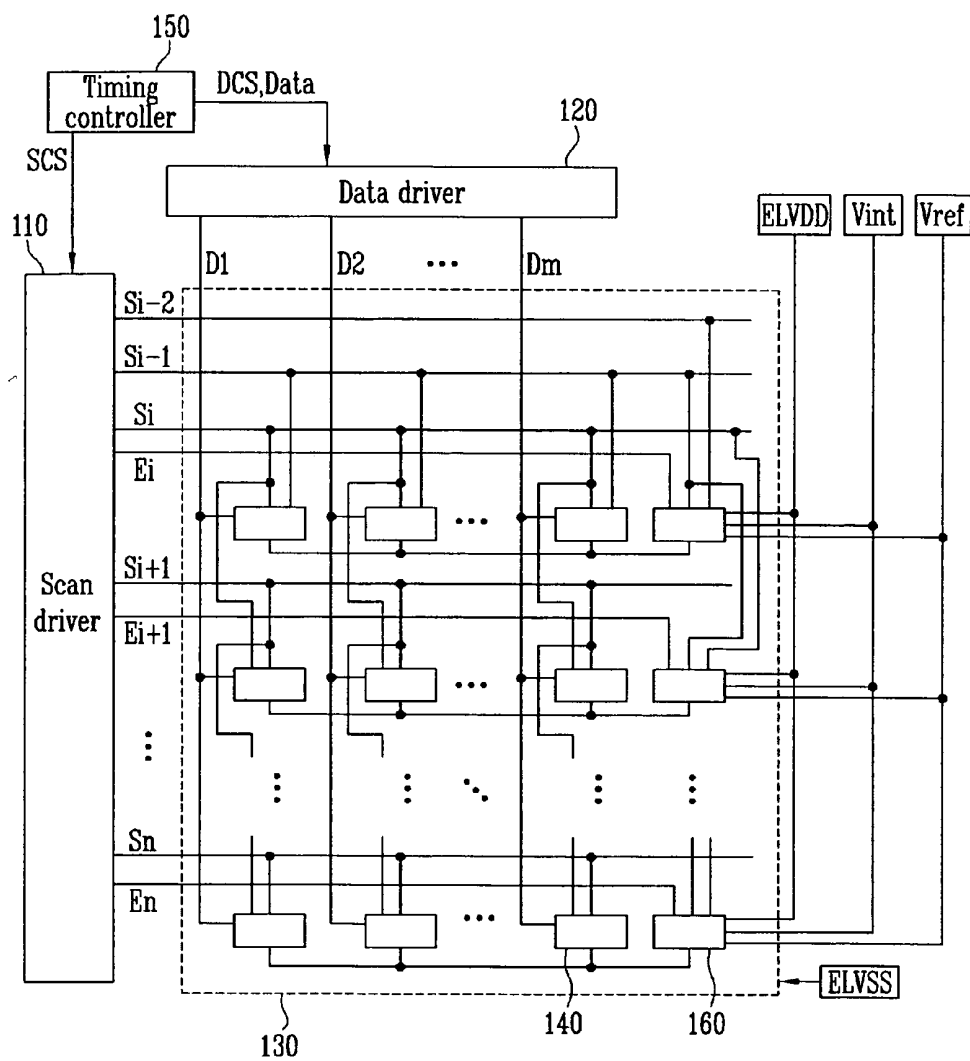 150
Timing
controller
DCS,Data
SCS
120
Data driver
110
ELVDD
Vint
Vref
D1
D2
...
Dm
Si-2
Si-1
Si
Ei
...
Scan
driver
Si+1
Ei+1
...
Sn
En
...
ELVSS
130
140
160